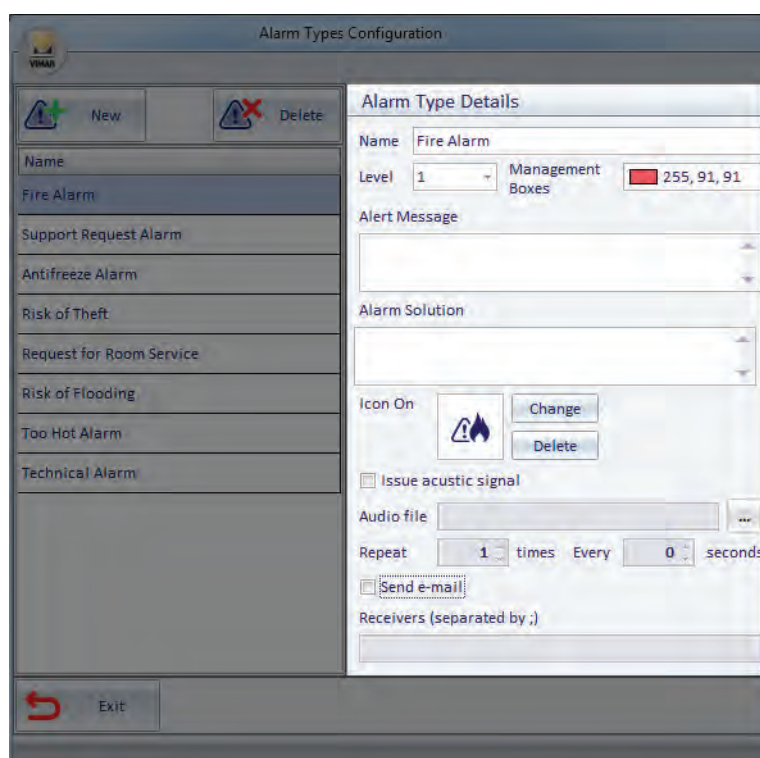 Alarm Types Configuration
VIMAR
New
Delete
Name
Fire Alarm
Support Request Alarm
Antifreeze Alarm
Risk of Theft
Request for Room Service
Risk of Flooding
Too Hot Alarm
Technical Alarm
Exit
Alarm Type Details
Name Fire Alarm
Level 1 Management Boxes 255, 91, 91
Alert Message
Alarm Solution
Icon On
Change
Delete
Issue acustic signal
Audio file ...
Repeat 1 times Every 0 seconds
Send e-mail
Receivers (separated by ;)